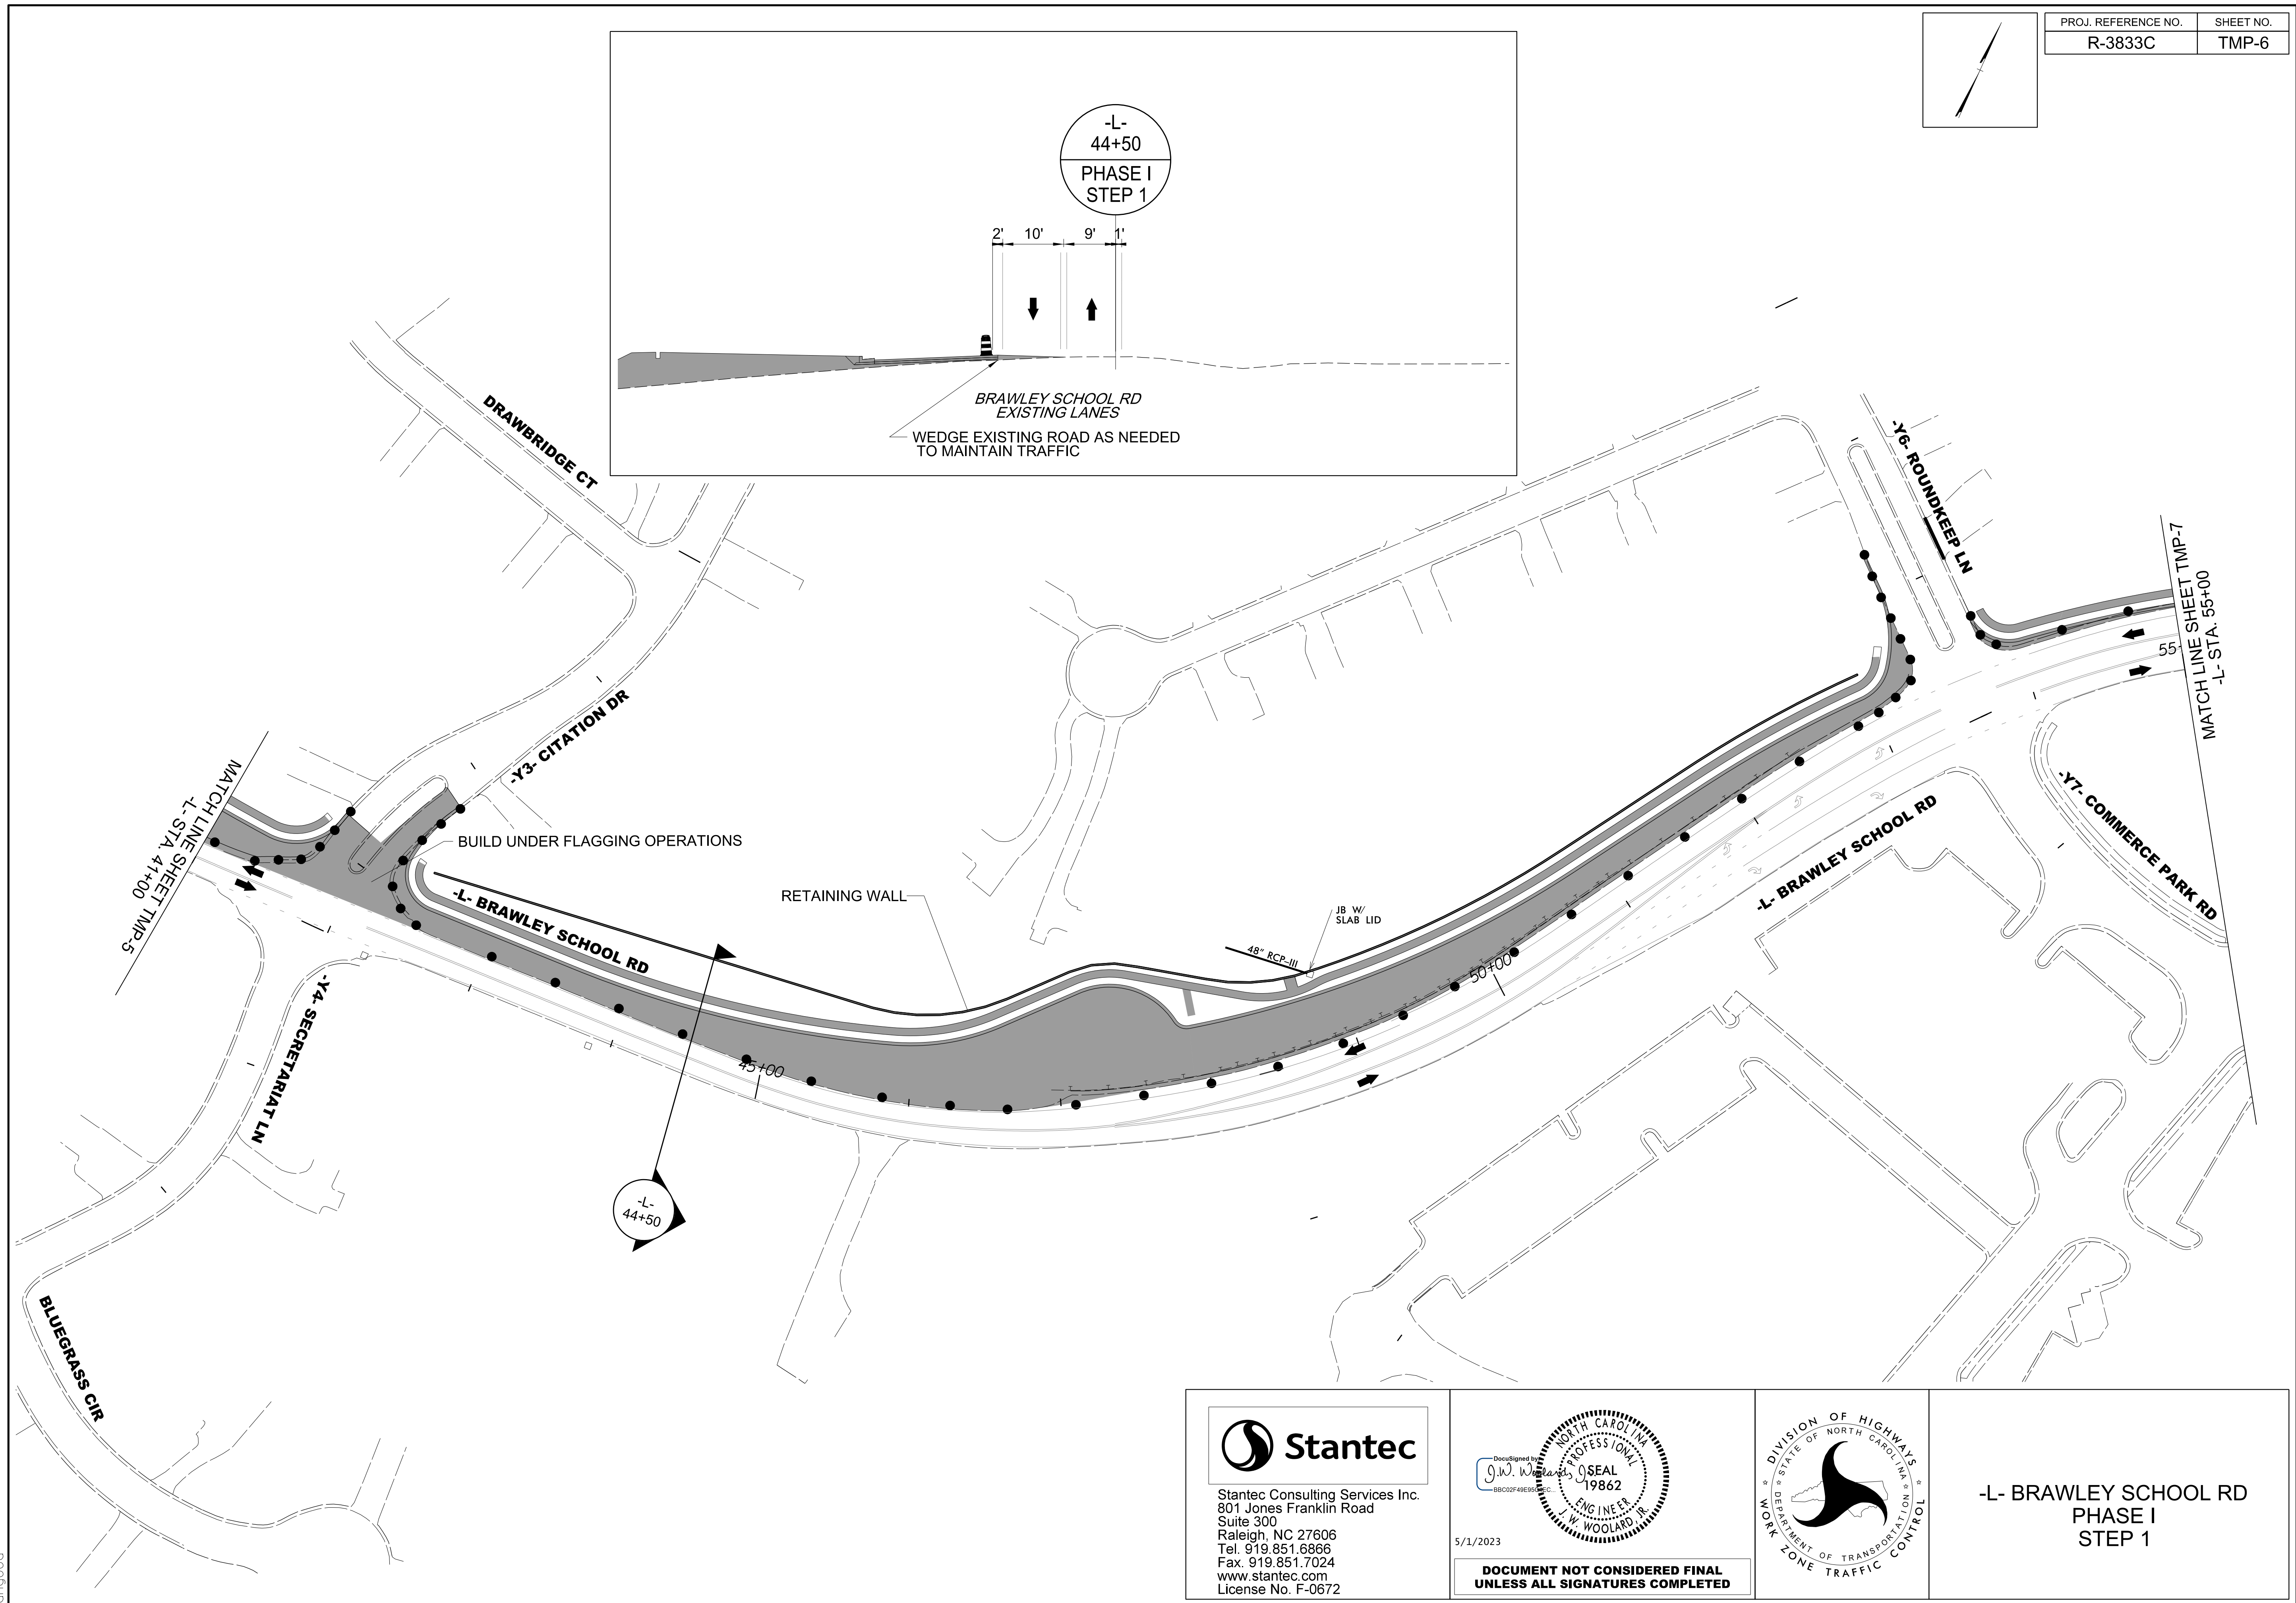 PROJ. REFERENCE NO.
SHEET NO.
R-3833C
TMP-6
-L-
44+50
PHASE I
STEP 1
2'
10'
9'
1'
BRAWLEY SCHOOL RD
EXISTING LANES
WEDGE EXISTING ROAD AS NEEDED
TO MAINTAIN TRAFFIC
DRAWBRIDGE CT
-Y6- ROUNDKEEP LN
MATCH LINE SHEET TMP-7
-L- STA. 55+00
55
-Y3- CITATION DR
MATCH LINE SHEET TMP-5
-L- STA. 41+00
BUILD UNDER FLAGGING OPERATIONS
-L- BRAWLEY SCHOOL RD
RETAINING WALL
JB W/
SLAB LID
48" RCP-III
50+00
-L- BRAWLEY SCHOOL RD
-Y7- COMMERCE PARK RD
-Y4- SECRETARIAT LN
45+00
-L-
44+50
BLUEGRASS CIR
Stantec
Stantec Consulting Services Inc.
801 Jones Franklin Road
Suite 300
Raleigh, NC 27606
Tel. 919.851.6866
Fax. 919.851.7024
www.stantec.com
License No. F-0672
DocuSigned by
J.W. Woolard, Jr.
NORTH CAROLINA
PROFESSIONAL
SEAL
19862
ENGINEER
J. W. WOOLARD, JR.
5/1/2023
DOCUMENT NOT CONSIDERED FINAL
UNLESS ALL SIGNATURES COMPLETED
DIVISION OF HIGHWAYS
STATE OF NORTH CAROLINA
DEPARTMENT OF TRANSPORTATION
WORK ZONE TRAFFIC CONTROL
-L- BRAWLEY SCHOOL RD
PHASE I
STEP 1